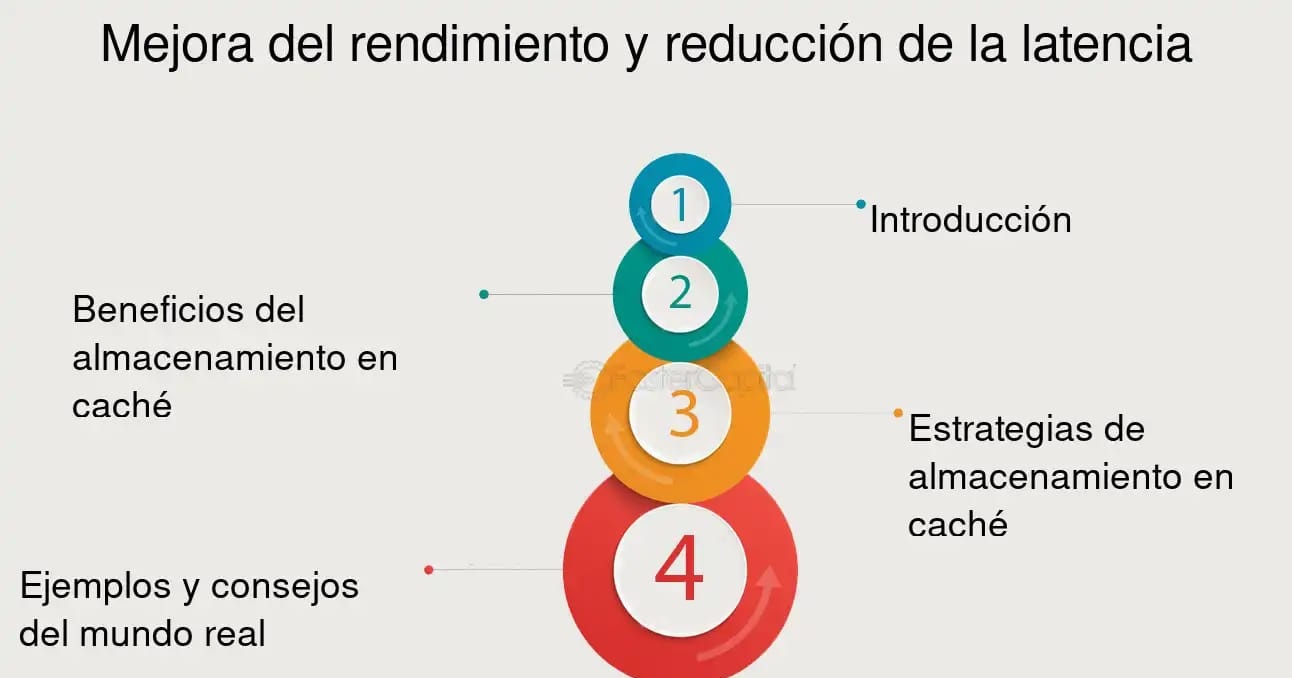 Mejora del rendimiento y reducción de la latencia
1
Introducción
2
Beneficios del
almacenamiento en
caché
FasterCapital
3
Estrategias de
almacenamiento en
caché
4
Ejemplos y consejos
del mundo real